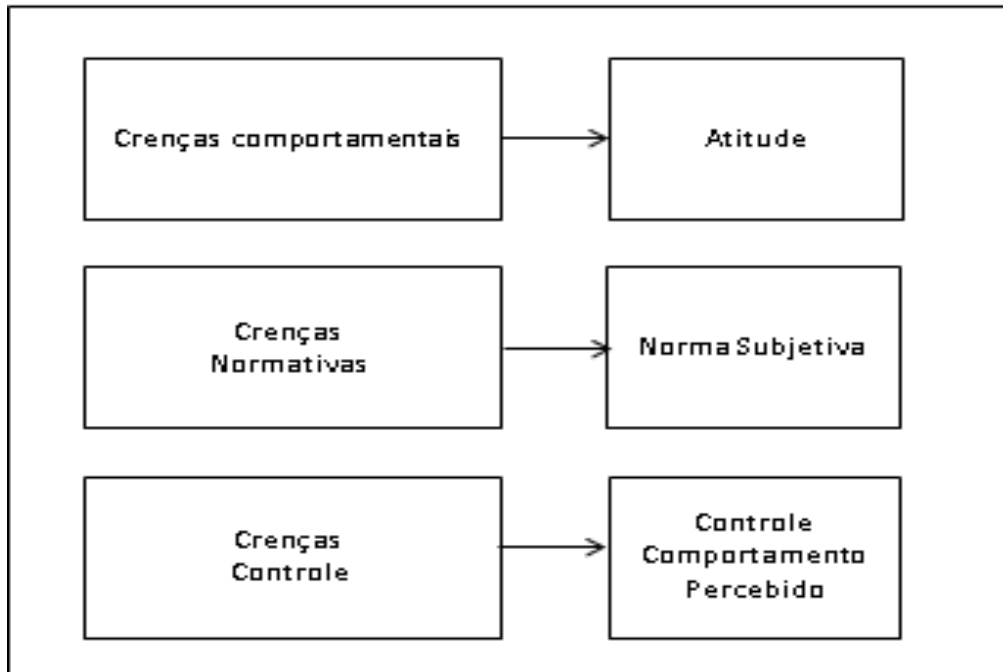 Crenças comportamentais
Atitude
Crenças
Normativas
Norma Subjetiva
Crenças
Controle
Controle
Comportamento
Percebido